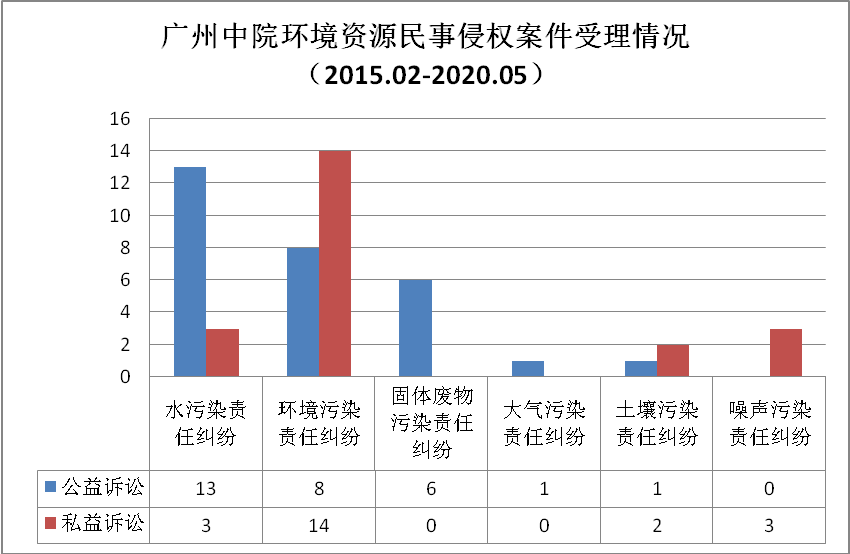 广州中院环境资源民事侵权案件受理情况
（2015.02-2020.05）
16
14
12
10
8
6
4
2
0
水污染责
任纠纷
环境污染
责任纠纷
固体废物
污染责任
纠纷
大气污染
责任纠纷
土壤污染
责任纠纷
噪声污染
责任纠纷
公益诉讼 13 8 6 1 1 0
私益诉讼 3 14 0 0 2 3